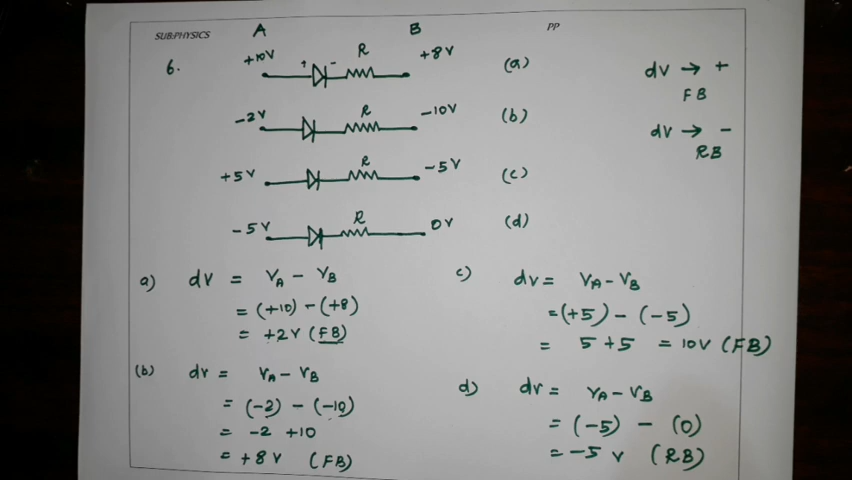 SUB:PHYSICS A B PP
6. +10V + - R +8V (a) dV → +
FB
-2V R -10V (b) dV → -
RB
+5V R -5V (c)
-5V R 0V (d)
a) dV = VA - VB
= (+10) - (+8)
= +2V (FB)
(b) dV = VA - VB
= (-2) - (-10)
= -2 +10
= +8V (FB)
c) dV = VA - VB
= (+5) - (-5)
= 5 + 5 = 10V (FB)
d) dV = VA - VB
= (-5) - (0)
= -5 V (RB)